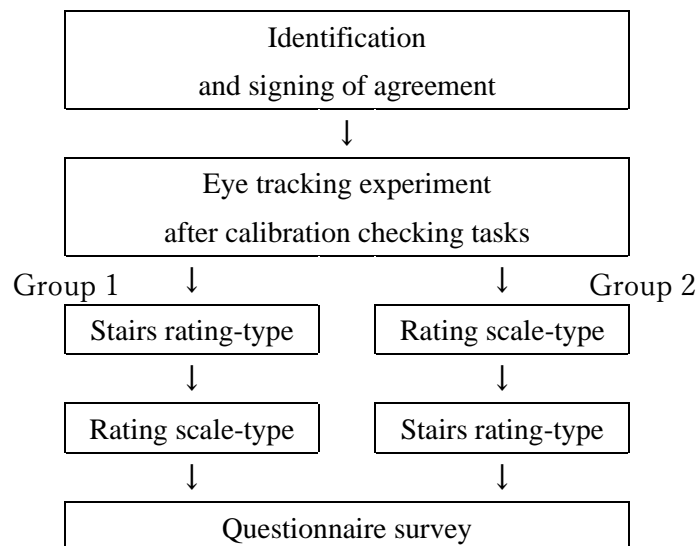 Identification
and signing of agreement
↓
Eye tracking experiment
after calibration checking tasks
Group 1 ↓ ↓ Group 2
Stairs rating-type Rating scale-type
↓ ↓
Rating scale-type Stairs rating-type
↓ ↓
Questionnaire survey